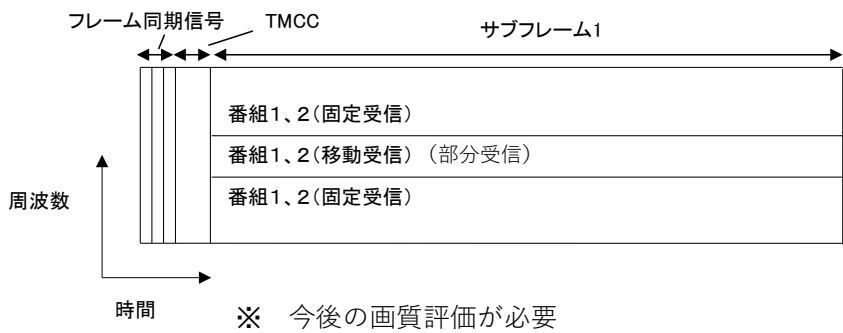 フレーム同期信号 TMCC サブフレーム1
番組1、2(固定受信)
番組1、2(移動受信)（部分受信）
番組1、2(固定受信)
周波数
時間
※ 今後の画質評価が必要